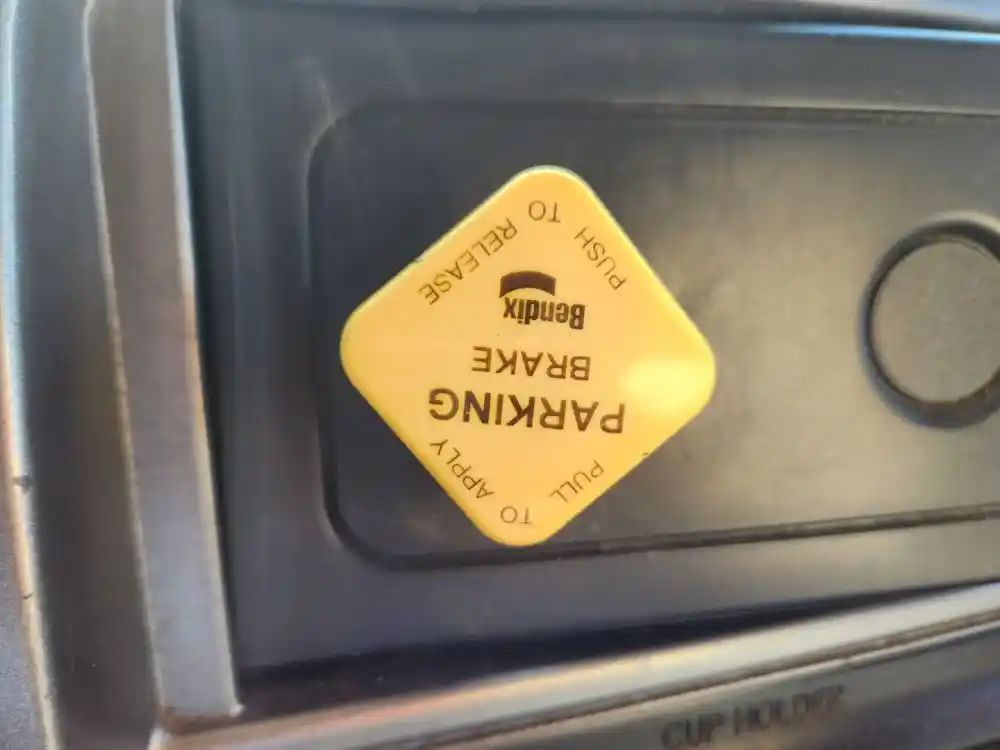 PULL TO APPLY
PARKING
BRAKE
Bendix
PUSH TO RELEASE
CUP HOLDER